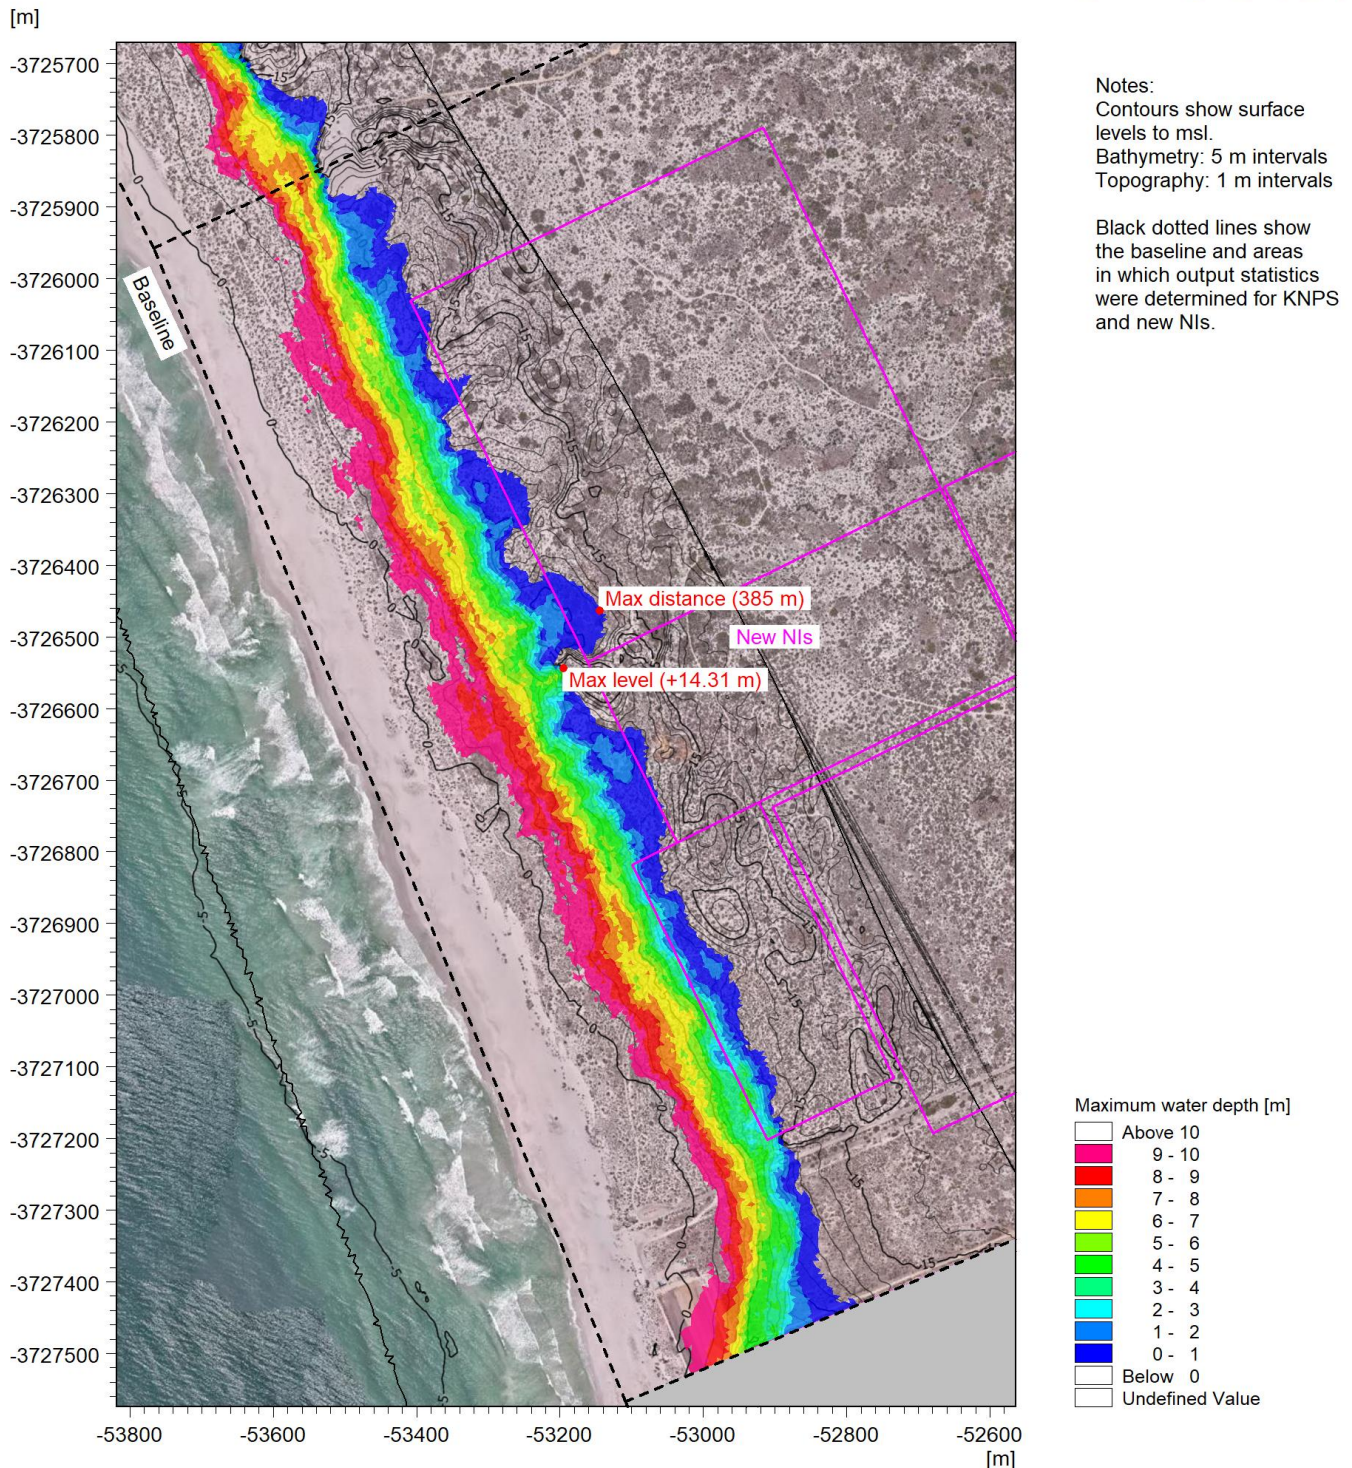 [m]
-3725700
-3725800
-3725900
-3726000
-3726100
-3726200
-3726300
-3726400
-3726500
-3726600
-3726700
-3726800
-3726900
-3727000
-3727100
-3727200
-3727300
-3727400
-3727500
-53800
-53600
-53400
-53200
-53000
-52800
-52600
[m]
Baseline
Max distance (385 m)
New NIs
Max level (+14.31 m)
Notes:
Contours show surface
levels to msl.
Bathymetry: 5 m intervals
Topography: 1 m intervals
Black dotted lines show
the baseline and areas
in which output statistics
were determined for KNPS
and new NIs.
Maximum water depth [m]
Above 10
9 - 10
8 - 9
7 - 8
6 - 7
5 - 6
4 - 5
3 - 4
2 - 3
1 - 2
0 - 1
Below 0
Undefined Value